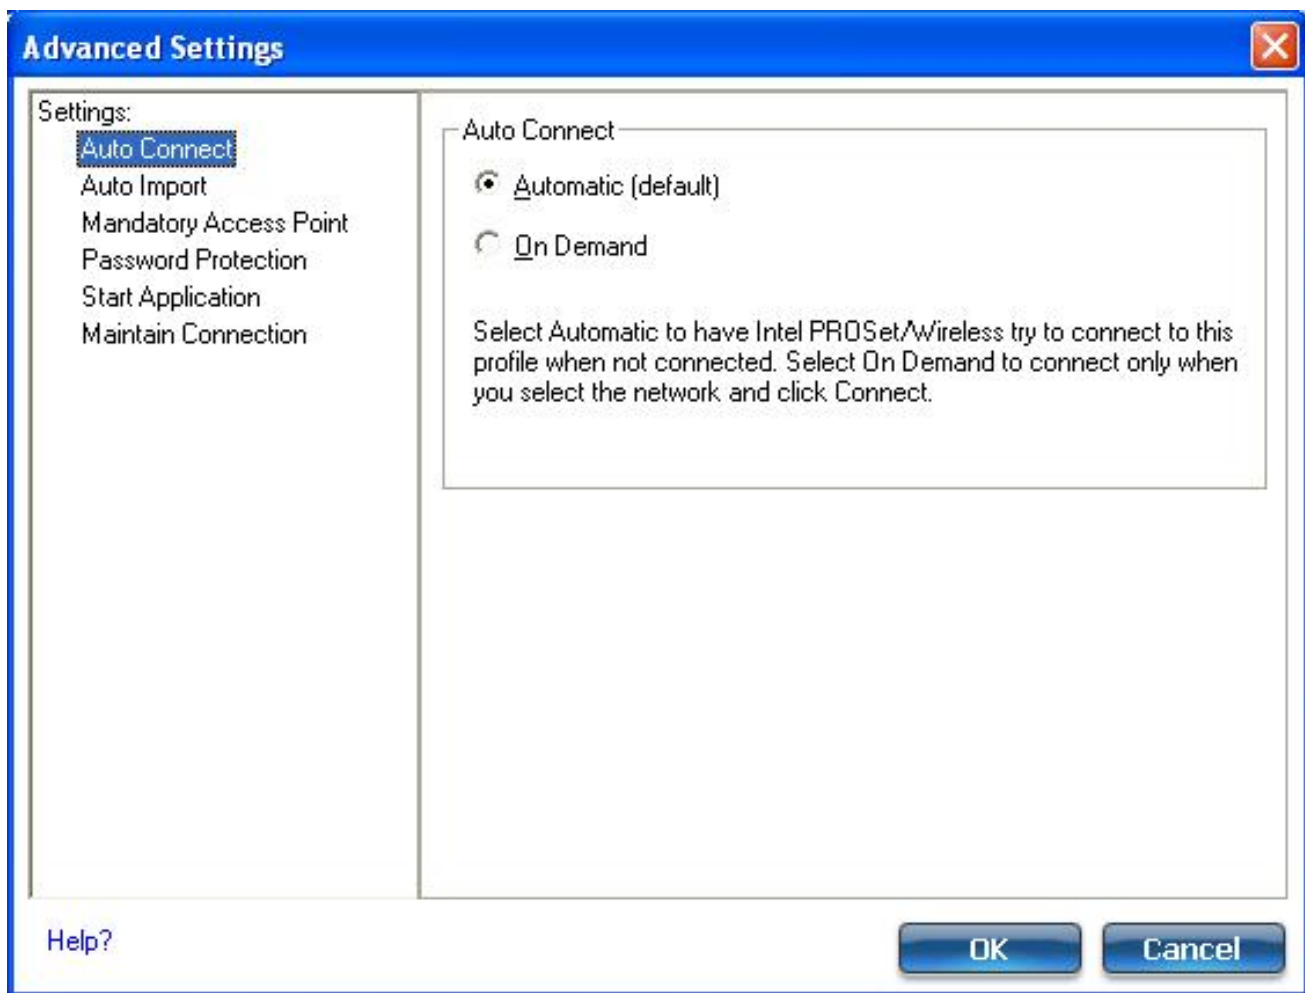 Advanced Settings
Settings:
Auto Connect
Auto Import
Mandatory Access Point
Password Protection
Start Application
Maintain Connection
Auto Connect
Automatic (default)
On Demand
Select Automatic to have Intel PROSet/Wireless try to connect to this
profile when not connected. Select On Demand to connect only when
you select the network and click Connect.
Help?
OK
Cancel